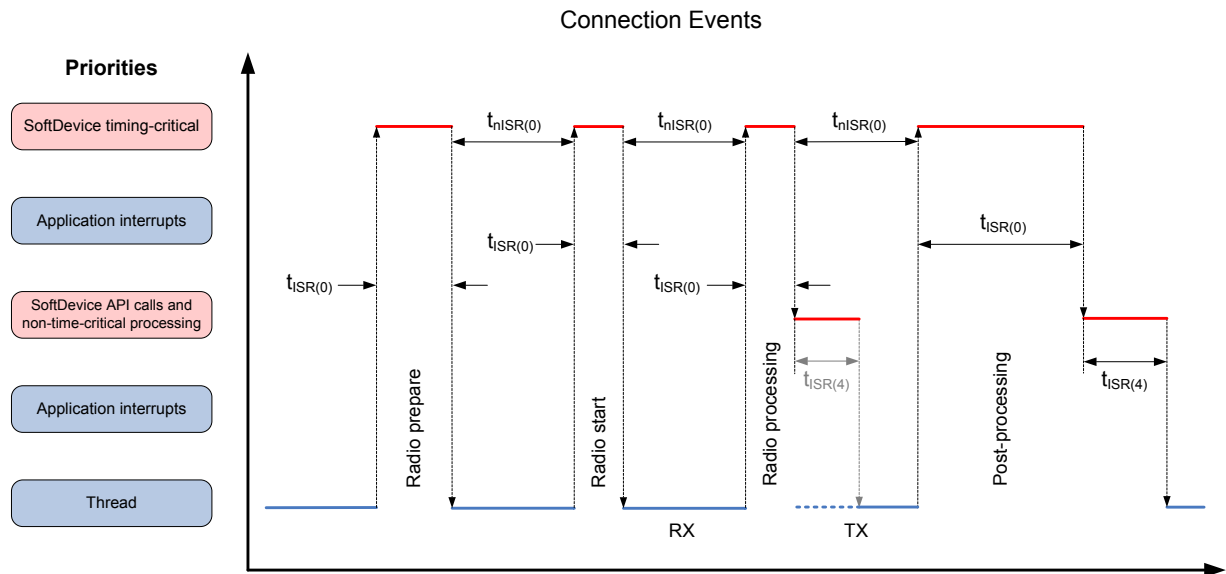 Connection Events
Priorities
SoftDevice timing-critical
Application interrupts
SoftDevice API calls and
non-time-critical processing
Application interrupts
Thread
tnISR(0)
tnISR(0)
tnISR(0)
tISR(0)
tISR(0)
tISR(0)
tISR(0)
tISR(4)
tISR(4)
Radio prepare
Radio start
Radio processing
Post-processing
RX
TX